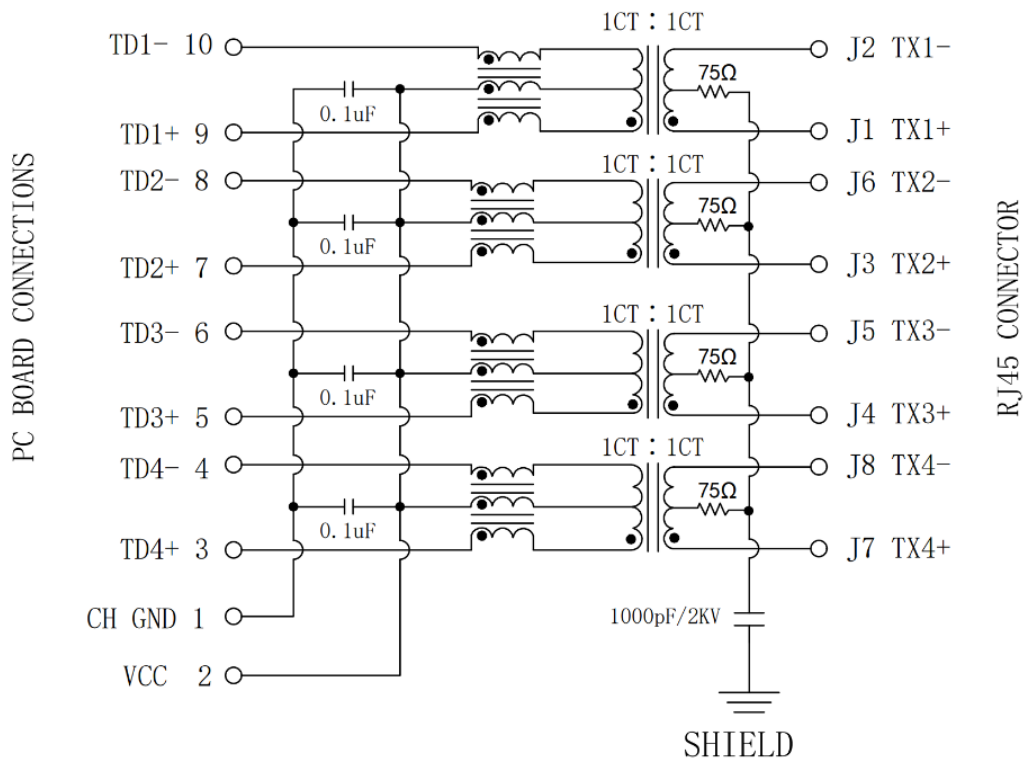 1CT : 1CT
TD1- 10
J2 TX1-
75Ω
0.1uF
TD1+ 9
J1 TX1+
1CT : 1CT
TD2- 8
J6 TX2-
75Ω
0.1uF
TD2+ 7
J3 TX2+
1CT : 1CT
TD3- 6
J5 TX3-
75Ω
0.1uF
TD3+ 5
J4 TX3+
1CT : 1CT
TD4- 4
J8 TX4-
75Ω
0.1uF
TD4+ 3
J7 TX4+
CH GND 1
1000pF/2KV
VCC 2
SHIELD
PC BOARD CONNECTIONS
RJ45 CONNECTOR